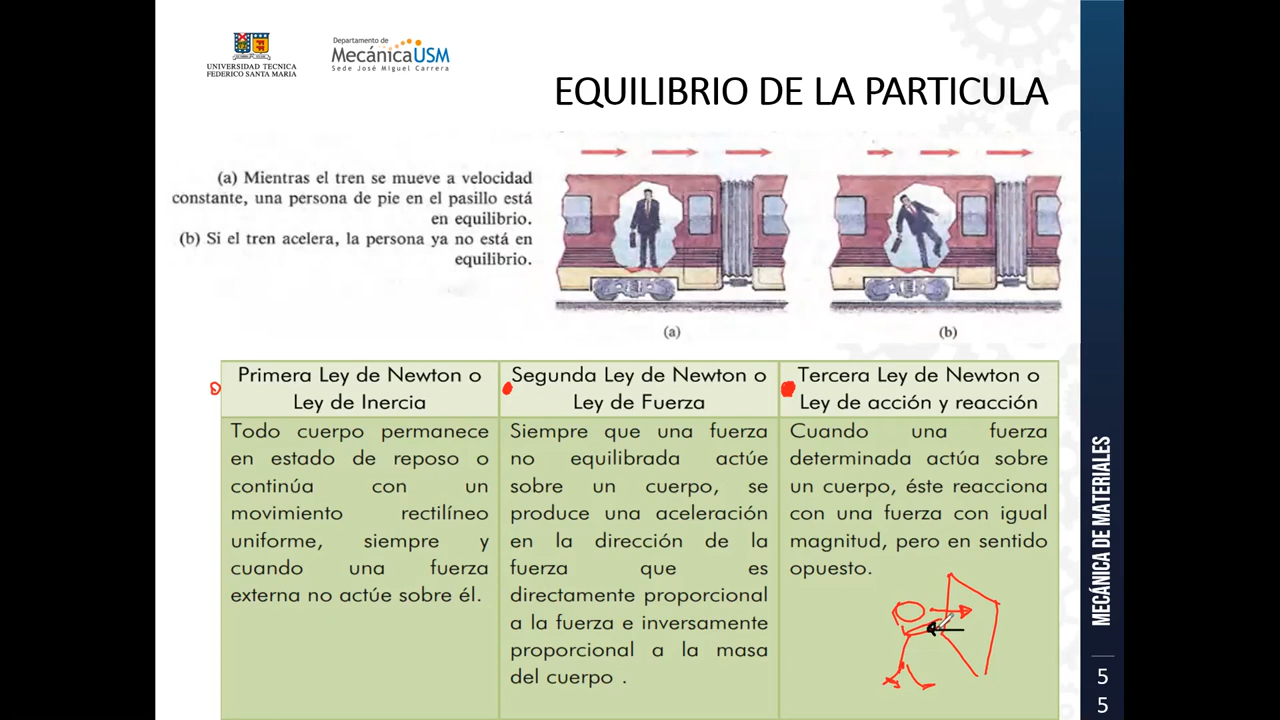 UNIVERSIDAD TECNICA
FEDERICO SANTA MARIA
Departamento de
MecánicaUSM
Sede José Miguel Carrera
EQUILIBRIO DE LA PARTICULA
(a) Mientras el tren se mueve a velocidad
constante, una persona de pie en el pasillo está
en equilibrio.
(b) Si el tren acelera, la persona ya no está en
equilibrio.
(a)
(b)
Primera Ley de Newton o
Ley de Inercia
Todo cuerpo permanece
en estado de reposo o
continúa con un
movimiento rectilíneo
uniforme, siempre y
cuando una fuerza
externa no actúe sobre él.
Segunda Ley de Newton o
Ley de Fuerza
Siempre que una fuerza
no equilibrada actúe
sobre un cuerpo, se
produce una aceleración
en la dirección de la
fuerza que es
directamente proporcional
a la fuerza e inversamente
proporcional a la masa
del cuerpo .
Tercera Ley de Newton o
Ley de acción y reacción
Cuando una fuerza
determinada actúa sobre
un cuerpo, éste reacciona
con una fuerza con igual
magnitud, pero en sentido
opuesto.
MECÁNICA DE MATERIALES
5
5